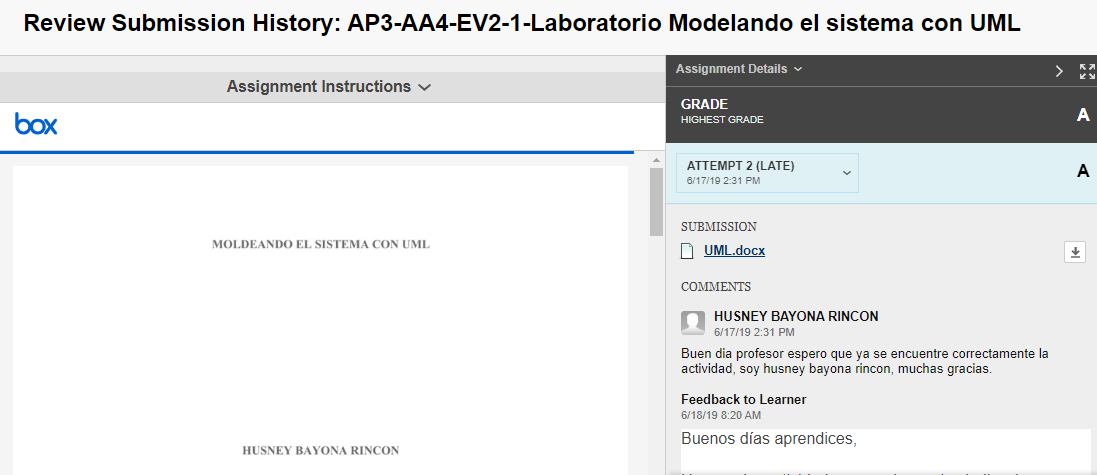 Review Submission History: AP3-AA4-EV2-1-Laboratorio Modelando el sistema con UML
Assignment Instructions
box
MOLDEANDO EL SISTEMA CON UML
HUSNEY BAYONA RINCON
Assignment Details
GRADE
HIGHEST GRADE
A
ATTEMPT 2 (LATE)
6/17/19 2:31 PM
A
SUBMISSION
UML.docx
COMMENTS
HUSNEY BAYONA RINCON
6/17/19 2:31 PM
Buen dia profesor espero que ya se encuentre correctamente la
actividad, soy husney bayona rincon, muchas gracias.
Feedback to Learner
6/18/19 8:20 AM
Buenos días aprendices,